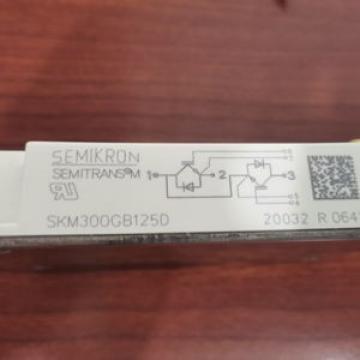 SEMIKRON
SEMITRANS®M
1 2 3
SKM300GB125D
20032 R.064